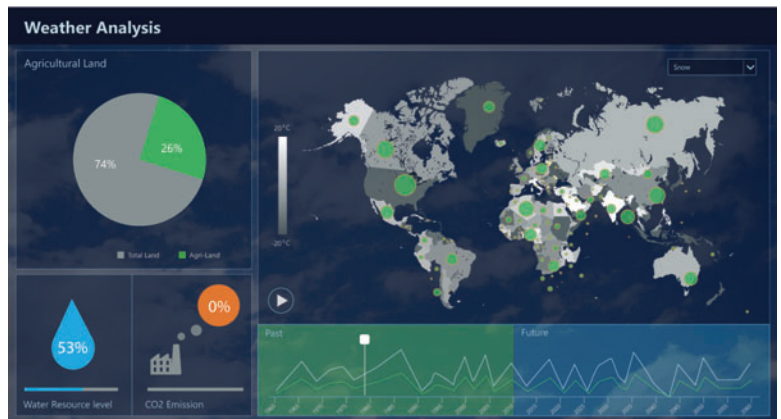 Weather Analysis
Agricultural Land
Snow
26%
74%
20°C
-20°C
Total Land
Agri-Land
0%
53%
Water Resource level
CO2 Emission
Past
Future